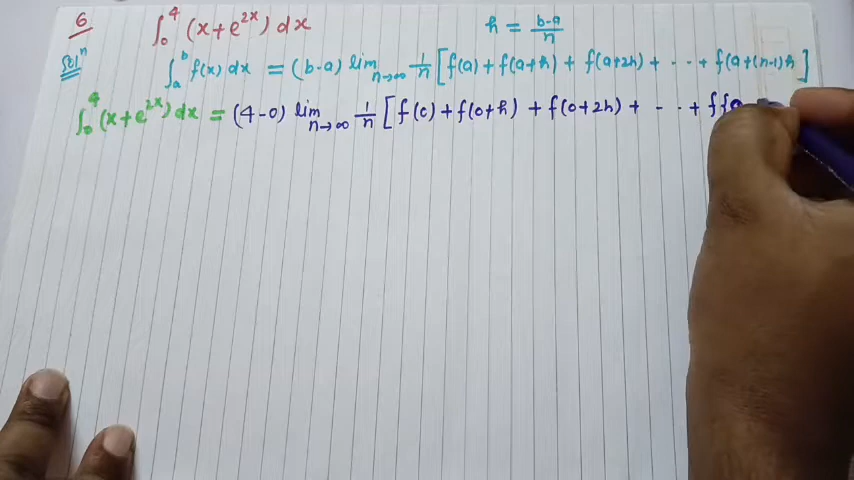 6 ∫₀⁴ (x+e^{2x}) dx h = (b-a)/n
Solⁿ ∫ₐᵇ f(x) dx = (b-a) lim_{n→∞} 1/n [f(a) + f(a+h) + f(a+2h) + - - - + f(a+(n-1)h]
∫₀⁴ (x+e^{2x}) dx = (4-0) lim_{n→∞} 1/n [f(0) + f(0+h) + f(0+2h) + - - - + f{